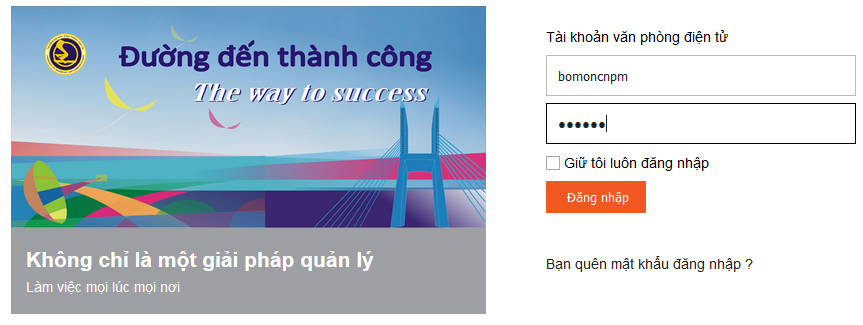 Đường đến thành công
The way to success
Không chỉ là một giải pháp quản lý
Làm việc mọi lúc mọi nơi
Tài khoản văn phòng điện tử
bomoncnpm
••••••
Giữ tôi luôn đăng nhập
Đăng nhập
Bạn quên mật khẩu đăng nhập ?